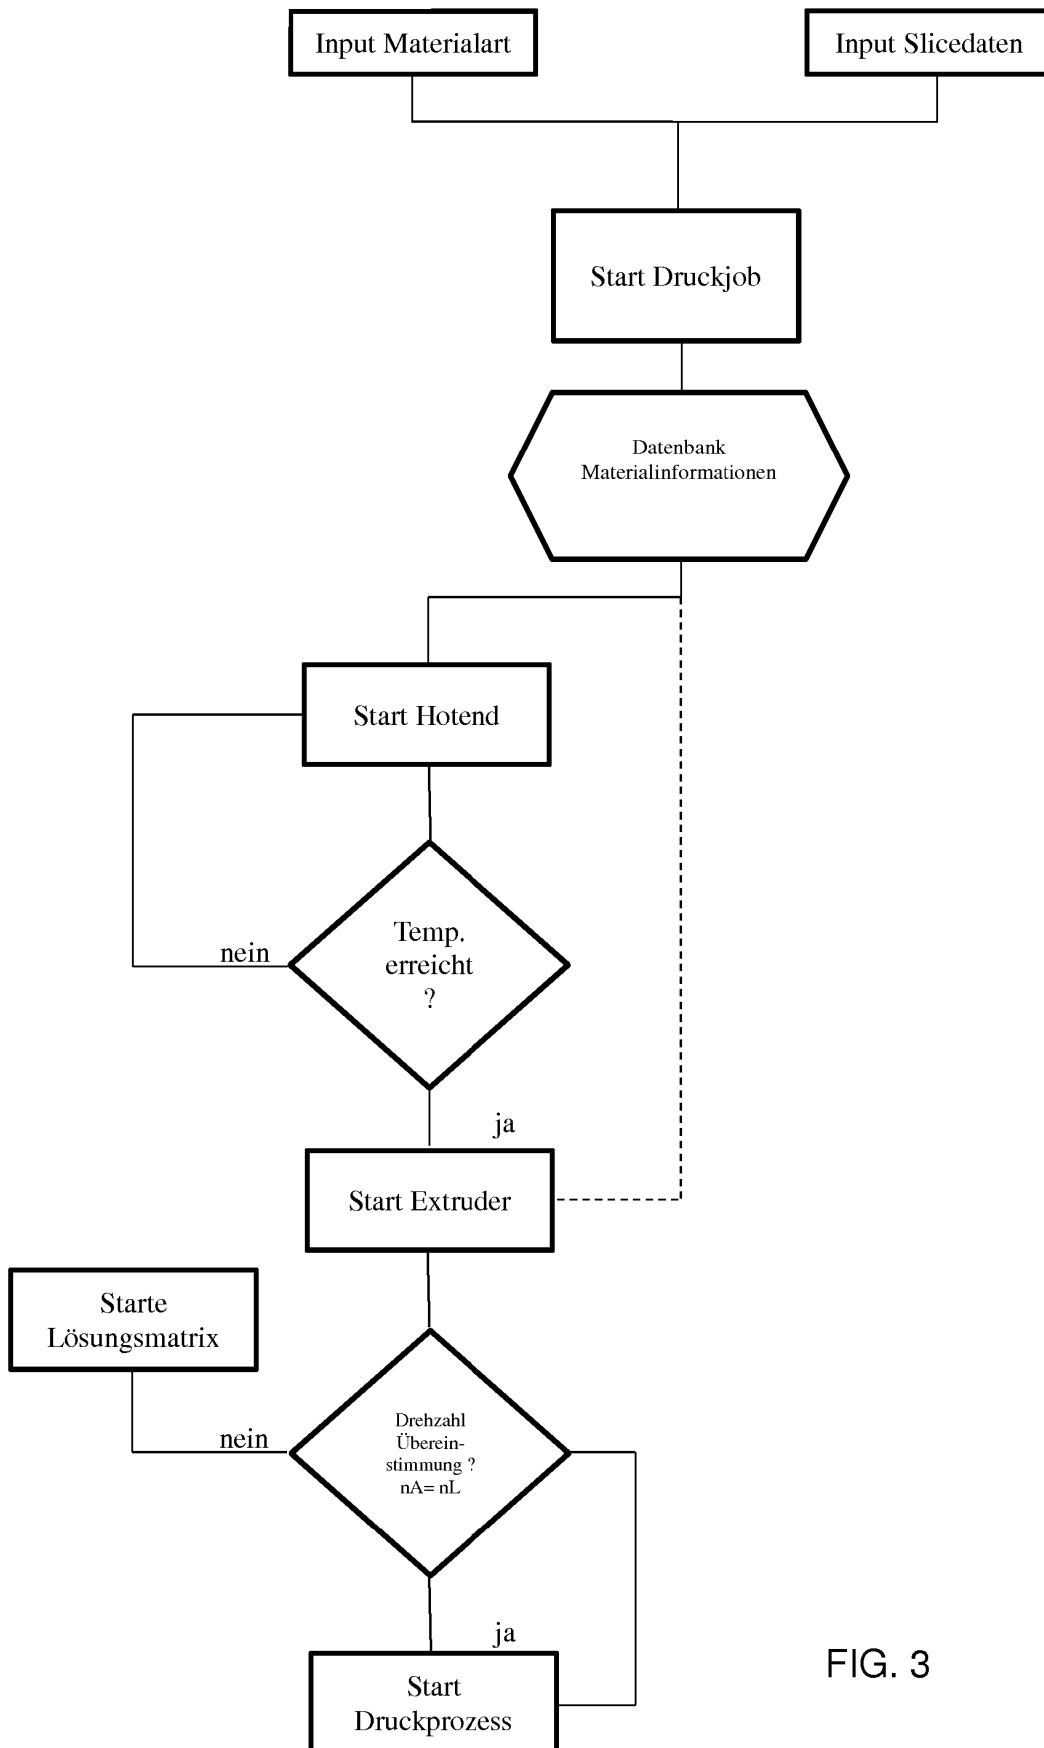 Input Materialart
Input Slicedaten
Start Druckjob
Datenbank
Materialinformationen
Start Hotend
Temp.
erreicht
?
nein
ja
Start Extruder
Starte
Lösungsmatrix
Drehzahl
Überein-
stimmung ?
nA= nL
nein
ja
Start
Druckprozess
FIG. 3